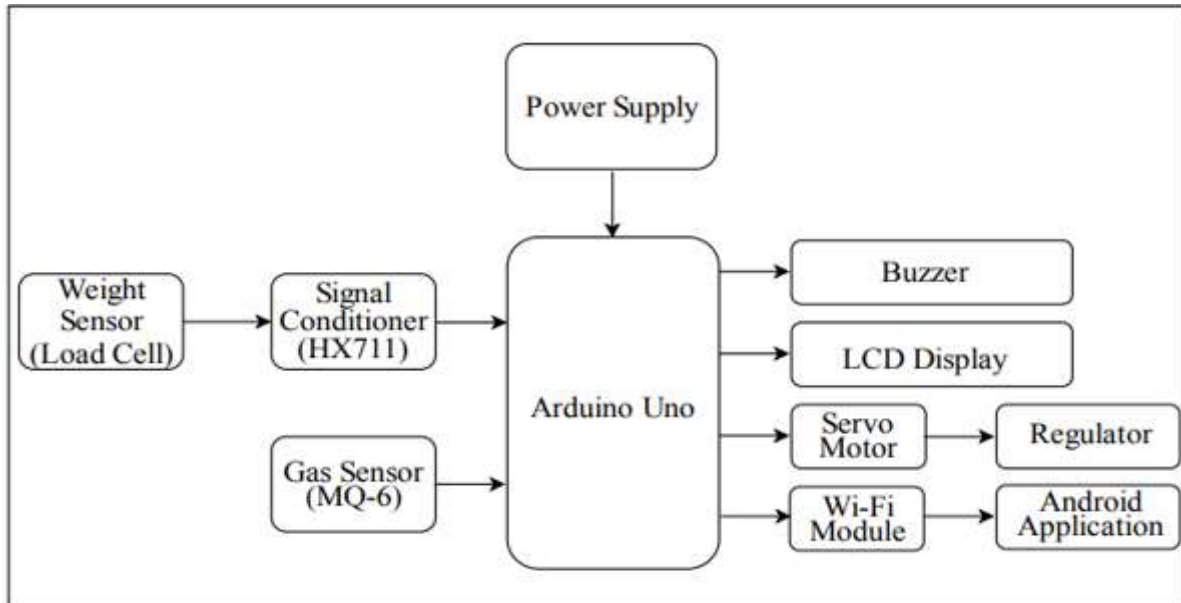 Power Supply
Weight
Sensor
(Load Cell)
Signal
Conditioner
(HX711)
Gas Sensor
(MQ-6)
Arduino Uno
Buzzer
LCD Display
Servo
Motor
Regulator
Wi-Fi
Module
Android
Application